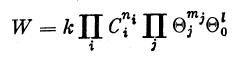 W = k ∏_i C_i^{n_i} ∏_j Θ_j^{m_j} Θ_0^l